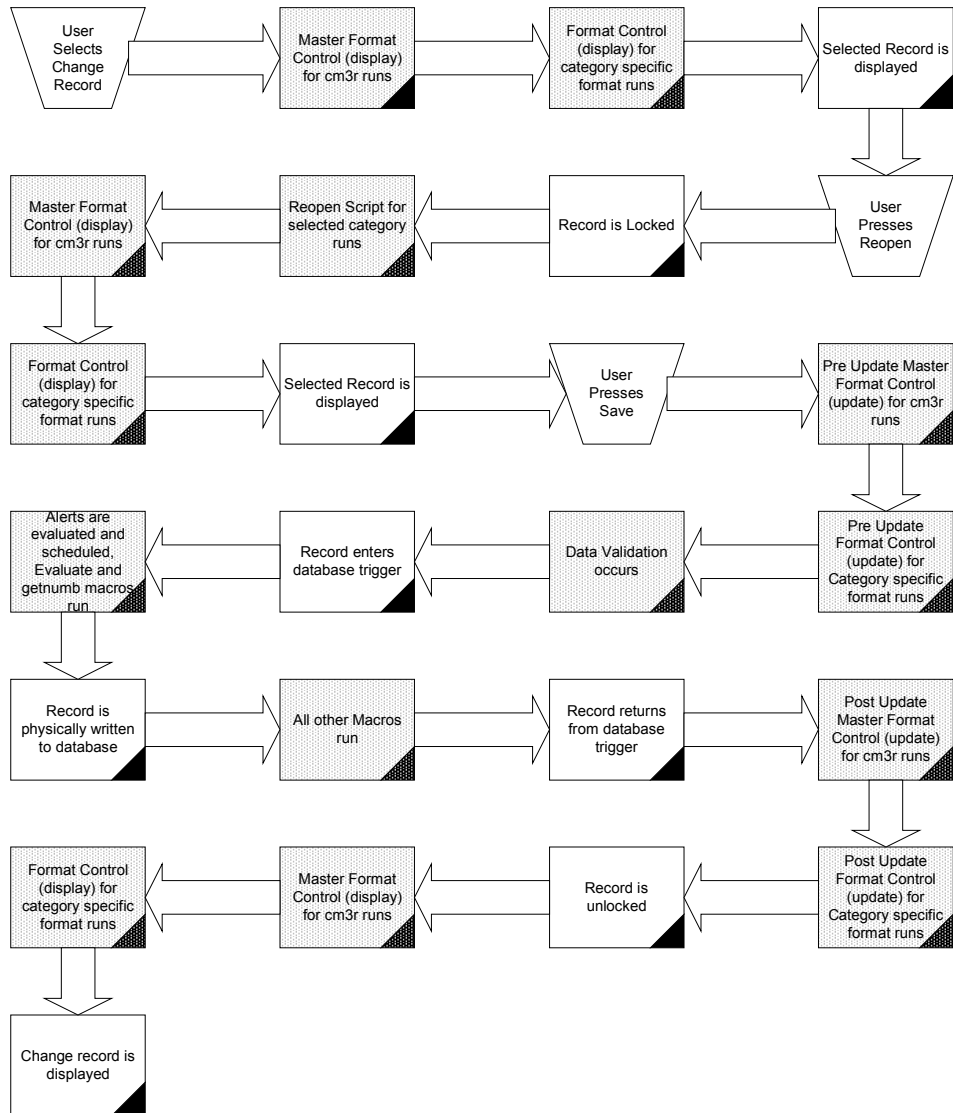 User
Selects
Change
Record
Master Format
Control (display)
for cm3r runs
Format Control
(display) for
category specific
format runs
Selected Record is
displayed
User
Presses
Reopen
Record is Locked
Reopen Script for
selected category
runs
Master Format
Control (display)
for cm3r runs
Format Control
(display) for
category specific
format runs
Selected Record is
displayed
User
Presses
Save
Pre Update Master
Format Control
(update) for cm3r
runs
Pre Update
Format Control
(update) for
Category specific
format runs
Data Validation
occurs
Record enters
database trigger
Alerts are
evaluated and
scheduled,
Evaluate and
getnumb macros
run
Record is
physically written
to database
All other Macros
run
Record returns
from database
trigger
Post Update
Master Format
Control (update)
for cm3r runs
Post Update
Format Control
(update) for
Category specific
format runs
Record is
unlocked
Master Format
Control (display)
for cm3r runs
Format Control
(display) for
category specific
format runs
Change record is
displayed